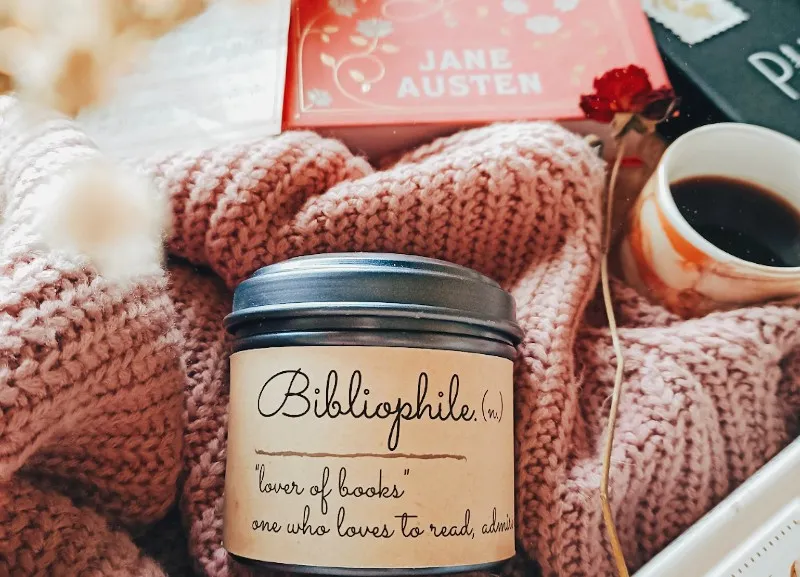 JANE
AUSTEN
Bibliophile. (n.)
"lover of books"
one who loves to read,